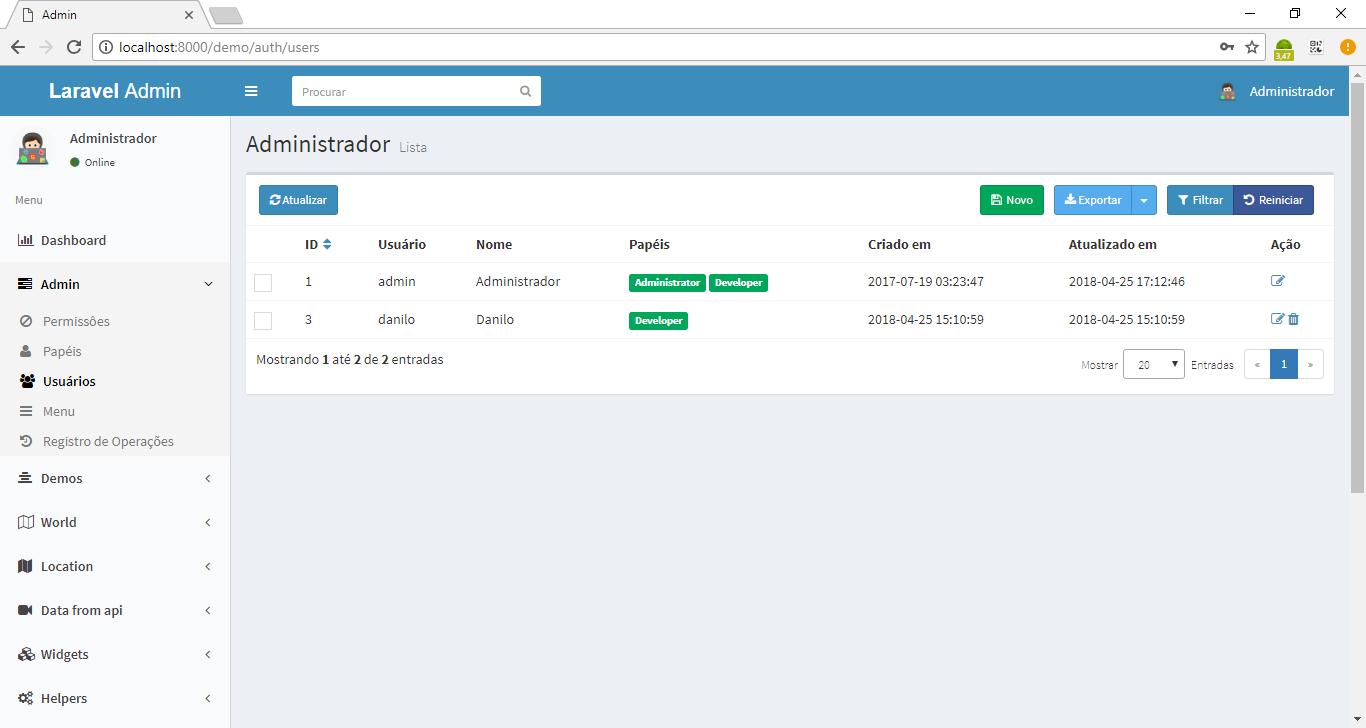 Admin
localhost:8000/demo/auth/users
3,47
Laravel Admin
Procurar
Administrador
Administrador
Online
Menu
Dashboard
Admin
Permissões
Papéis
Usuários
Menu
Registro de Operações
Demos
World
Location
Data from api
Widgets
Helpers
Administrador Lista
Atualizar Novo Exportar Filtrar Reiniciar
ID Usuário Nome Papéis Criado em Atualizado em Ação
1 admin Administrador Administrator Developer 2017-07-19 03:23:47 2018-04-25 17:12:46
3 danilo Danilo Developer 2018-04-25 15:10:59 2018-04-25 15:10:59
Mostrando 1 até 2 de 2 entradas
Mostrar 20 Entradas « 1 »